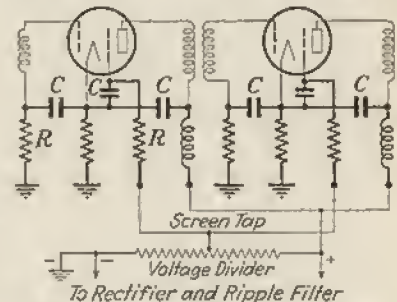 C C C C C
R R
Screen Tap
− − +
Voltage Divider
To Rectifier and Ripple Filter